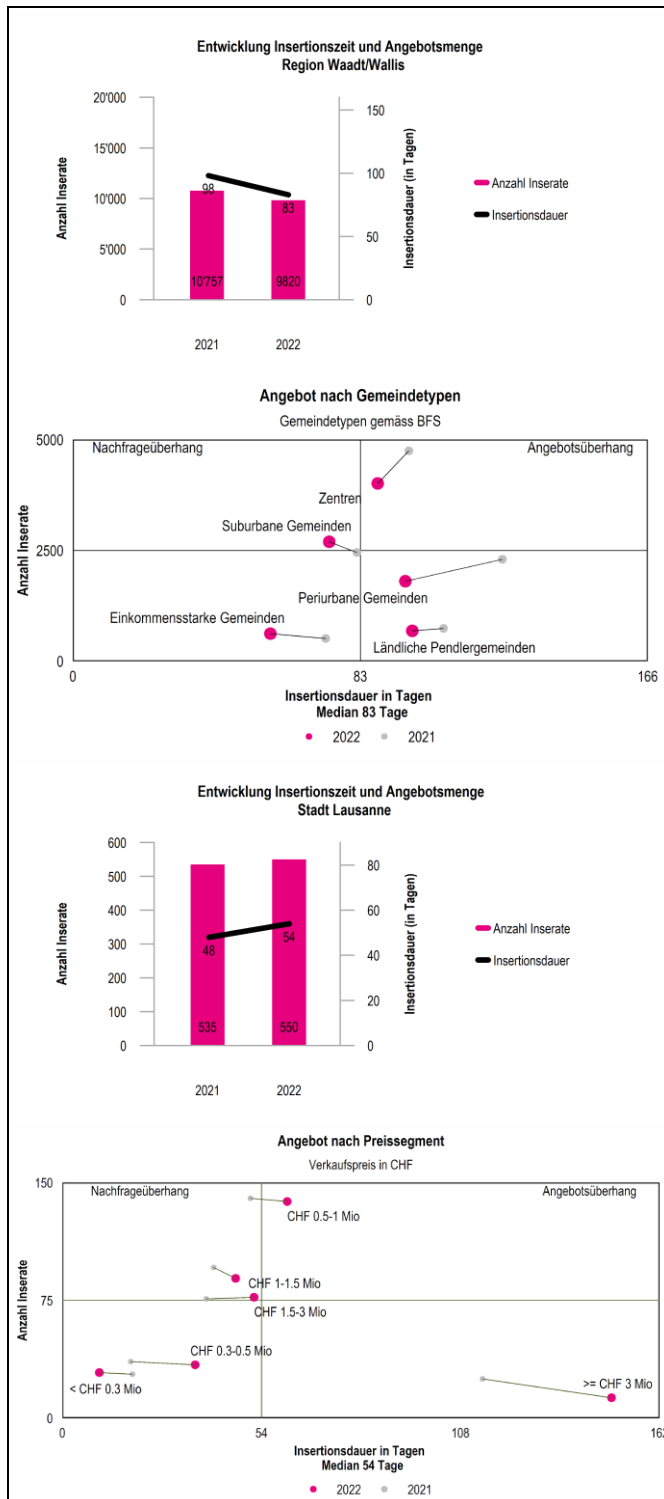 Entwicklung Insertionszeit und Angebotsmenge
Region Waadt/Wallis
20'000
15'000
10'000
5'000
0
Anzahl Inserate
98
83
10'757
9820
2021
2022
150
100
50
0
Insertionsdauer (in Tagen)
Anzahl Inserate
Insertionsdauer
Angebot nach Gemeindetypen
Gemeindetypen gemäss BFS
5000
2500
0
Anzahl Inserate
Nachfrageüberhang
Angebotsüberhang
Zentren
Suburbane Gemeinden
Periurbane Gemeinden
Einkommensstarke Gemeinden
Ländliche Pendlergemeinden
0
83
166
Insertionsdauer in Tagen
Median 83 Tage
2022
2021
Entwicklung Insertionszeit und Angebotsmenge
Stadt Lausanne
600
500
400
300
200
100
0
Anzahl Inserate
48
54
535
550
2021
2022
80
60
40
20
0
Insertionsdauer (in Tagen)
Anzahl Inserate
Insertionsdauer
Angebot nach Preissegment
Verkaufspreis in CHF
150
75
0
Anzahl Inserate
Nachfrageüberhang
Angebotsüberhang
CHF 0.5-1 Mio
CHF 1-1.5 Mio
CHF 1.5-3 Mio
CHF 0.3-0.5 Mio
< CHF 0.3 Mio
>= CHF 3 Mio
0
54
108
162
Insertionsdauer in Tagen
Median 54 Tage
2022
2021